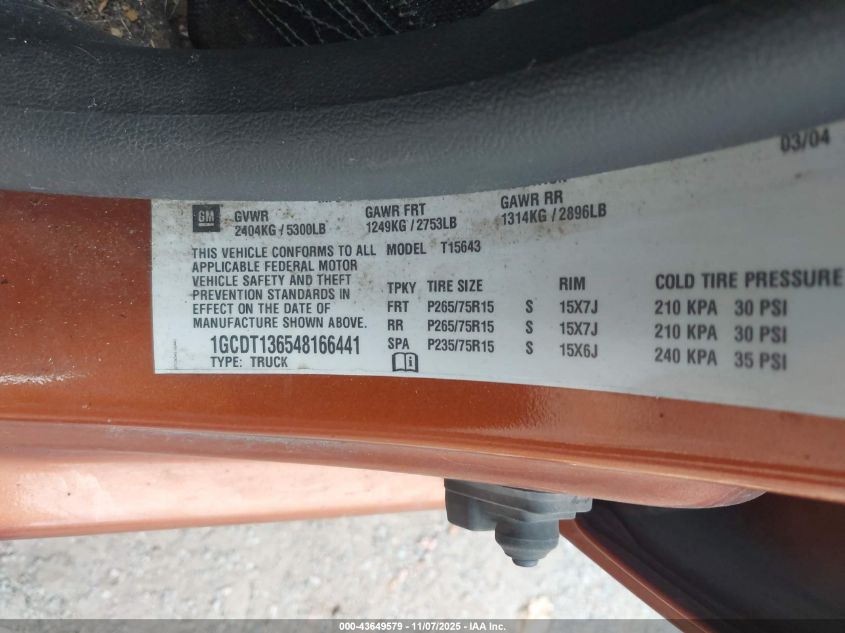 03/04
GM
GVWR
2404KG / 5300LB
GAWR FRT
1249KG / 2753LB
GAWR RR
1314KG / 2896LB
THIS VEHICLE CONFORMS TO ALL
APPLICABLE FEDERAL MOTOR
VEHICLE SAFETY AND THEFT
PREVENTION STANDARDS IN
EFFECT ON THE DATE OF
MANUFACTURE SHOWN ABOVE.
1GCDT136548166441
TYPE: TRUCK
MODEL T15643
TPKY TIRE SIZE RIM COLD TIRE PRESSURE
FRT P265/75R15 S 15X7J 210 KPA 30 PSI
RR P265/75R15 S 15X7J 210 KPA 30 PSI
SPA P235/75R15 S 15X6J 240 KPA 35 PSI
000-43649579 - 11/07/2025 - IAA Inc.